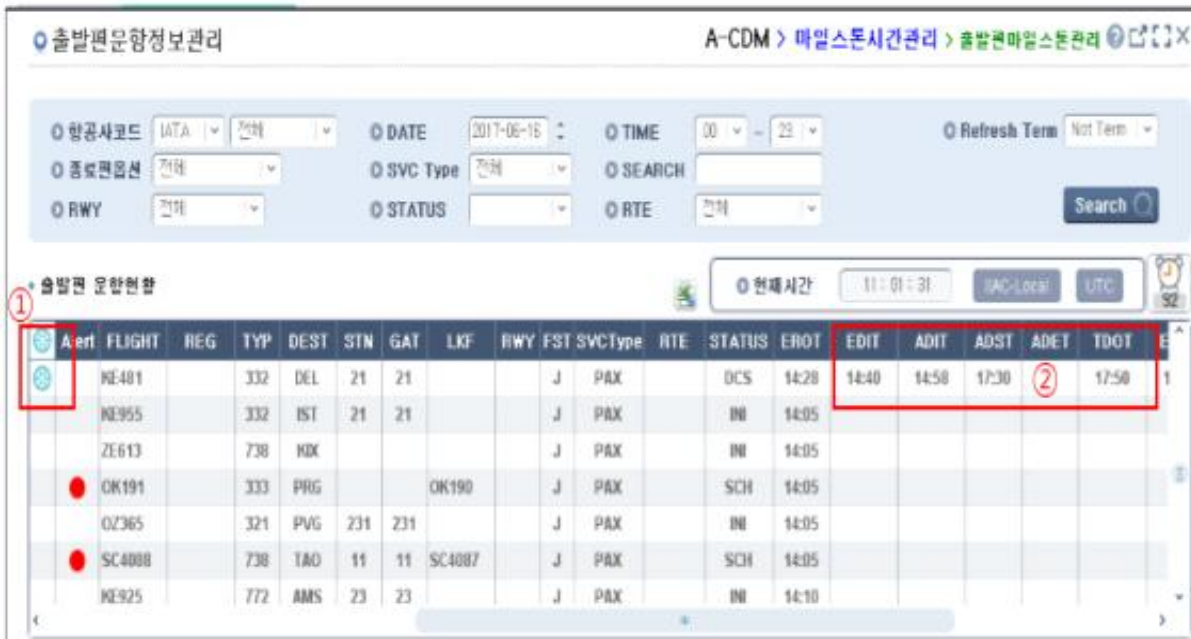 출발편운항정보관리
A-CDM > 마일스톤시간관리 > 출발편마일스톤관리
항공사코드 IATA 전체 DATE 2017-06-16 TIME 00 ~ 23 Refresh Term Not Term
종료편옵션 전체 SVC Type 전체 SEARCH
RWY 전체 STATUS RTE 전체 Search
출발편 운항현황 현재시간 11:01:31 UTC 92
①
Alert FLIGHT REG TYP DEST STN GAT LKF RWY FST SVCType RTE STATUS EROT EDIT ADIT ADST ADET TDOT E
KE481 332 DEL 21 21 J PAX DCS 14:28 14:40 14:58 17:30 ② 17:50 1
KE955 332 IST 21 21 J PAX INI 14:05
ZE613 738 KIX J PAX INI 14:05
OK191 333 PRG OK190 J PAX SCH 14:05
OZ365 321 PVG 231 231 J PAX INI 14:05
SC4088 738 TAO 11 11 SC4087 J PAX SCH 14:05
KE925 772 AMS 23 23 J PAX INI 14:10